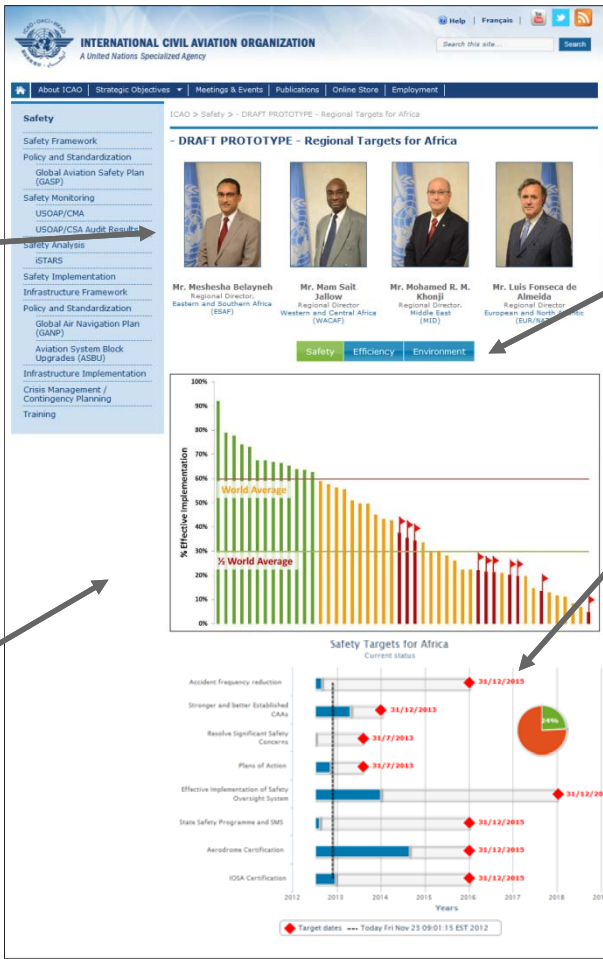 Help | Français |
INTERNATIONAL CIVIL AVIATION ORGANIZATION
A United Nations Specialized Agency
Search this site...
Search
About ICAO | Strategic Objectives | Meetings & Events | Publications | Online Store | Employment |
ICAO > Safety > - DRAFT PROTOTYPE - Regional Targets for Africa
Safety
Safety Framework
Policy and Standardization
Global Aviation Safety Plan
(GASP)
Safety Monitoring
USOAP/CMA
USOAP/CSA Audit Results
Safety Analysis
iSTARS
Safety Implementation
Infrastructure Framework
Policy and Standardization
Global Air Navigation Plan
(GANP)
Aviation System Block
Upgrades (ASBU)
Infrastructure Implementation
Crisis Management /
Contingency Planning
Training
- DRAFT PROTOTYPE - Regional Targets for Africa
Mr. Meshesha Belayneh
Regional Director,
Eastern and Southern Africa
(ESAF)
Mr. Mam Sait
Jallow
Regional Director
Western and Central Africa
(WACAF)
Mr. Mohamed R. M.
Khonji
Regional Director
Middle East
(MID)
Mr. Luis Fonseca de
Almeida
Regional Director
European and North Atlantic
(EUR/NAT)
Safety
Efficiency
Environment
% Effective Implementation
100%
90%
80%
70%
60%
50%
40%
30%
20%
10%
0%
World Average
½ World Average
Safety Targets for Africa
Current status
Accident frequency reduction
31/12/2015
Stronger and better Established
CAAs
31/12/2013
Resolve Significant Safety
Concerns
31/7/2013
Plans of Action
31/7/2013
Effective Implementation of Safety
Oversight System
31/12/20
State Safety Programme and SMS
31/12/2015
Aerodrome Certification
31/12/2015
IOSA Certification
31/12/2015
24%
2012 2013 2014 2015 2016 2017 2018 201
Years
Target dates --- Today Fri Nov 23 09:01:15 EST 2012